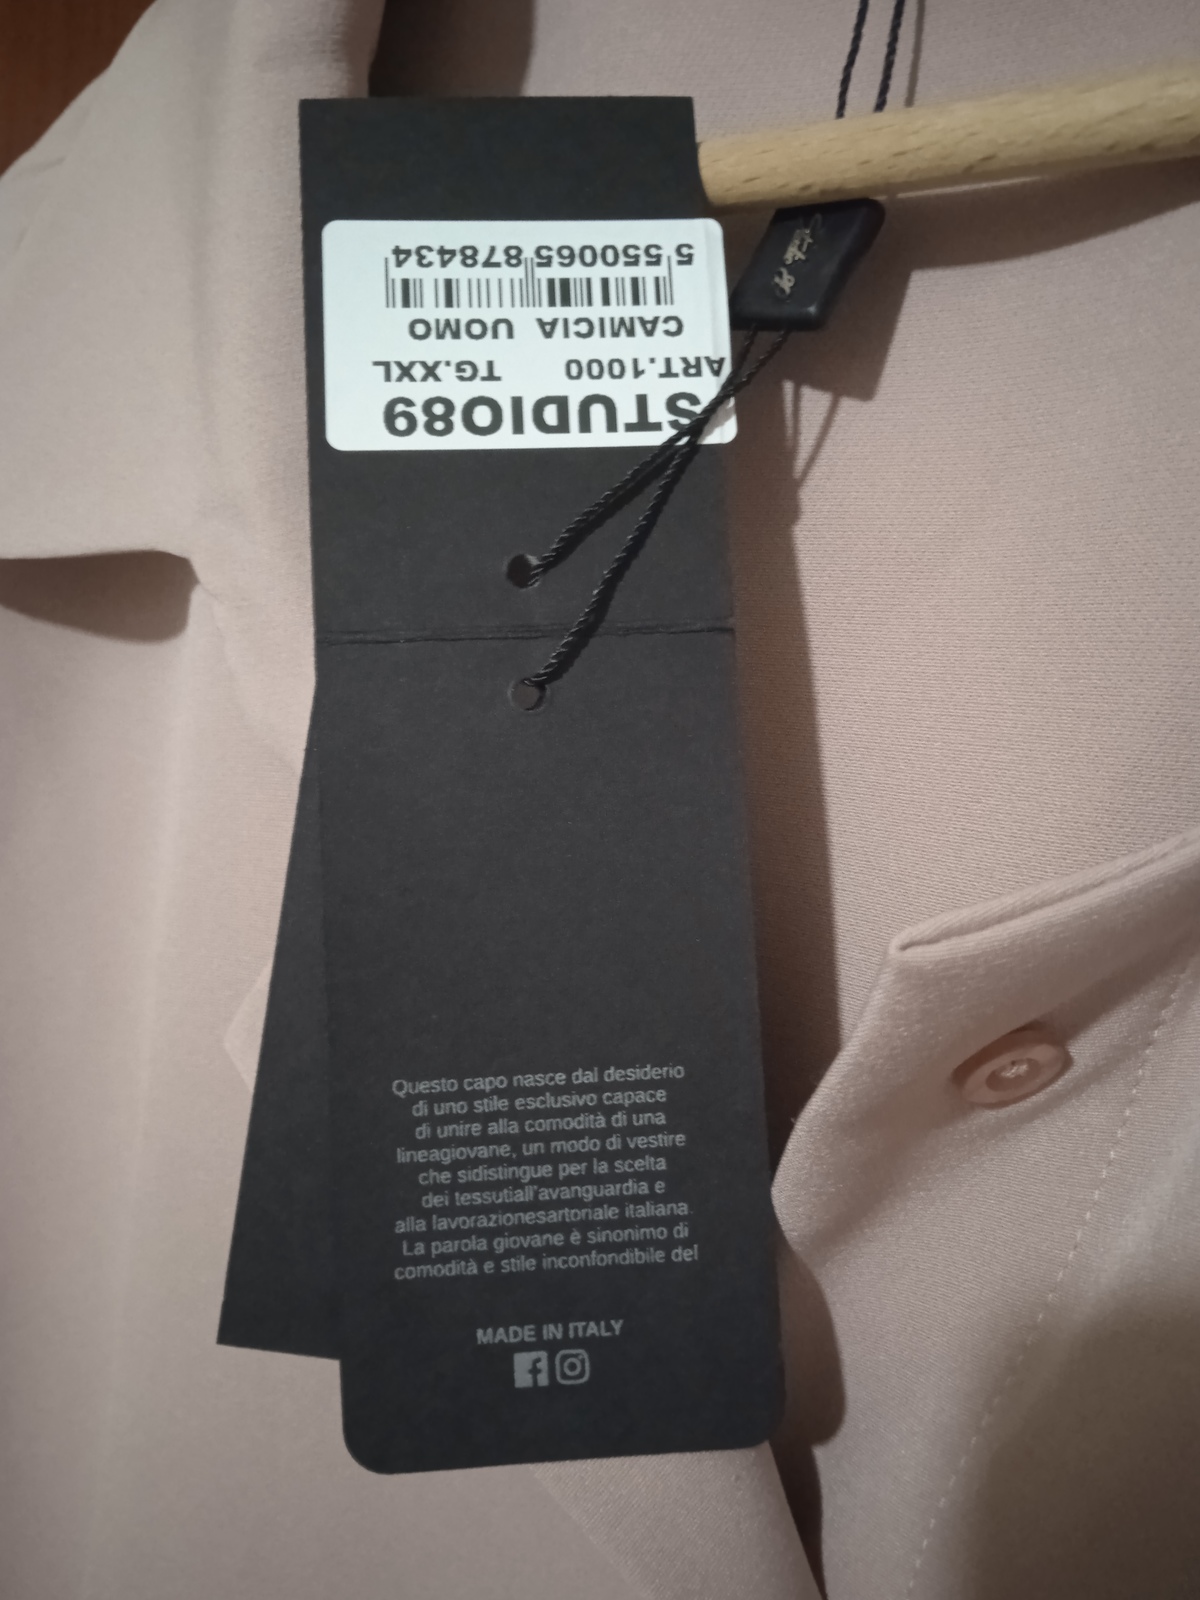 STUDIO89
ART.1000 TG.XXL
CAMICIA UOMO
5 550065 878434
Questo capo nasce dal desiderio
di uno stile esclusivo capace
di unire alla comodità di una
lineagiovane, un modo di vestire
che sidistingue per la scelta
dei tessutiall'avanguardia e
alla lavorazionesartoriale italiana.
La parola giovane è sinonimo di
comodità e stile inconfondibile del
MADE IN ITALY